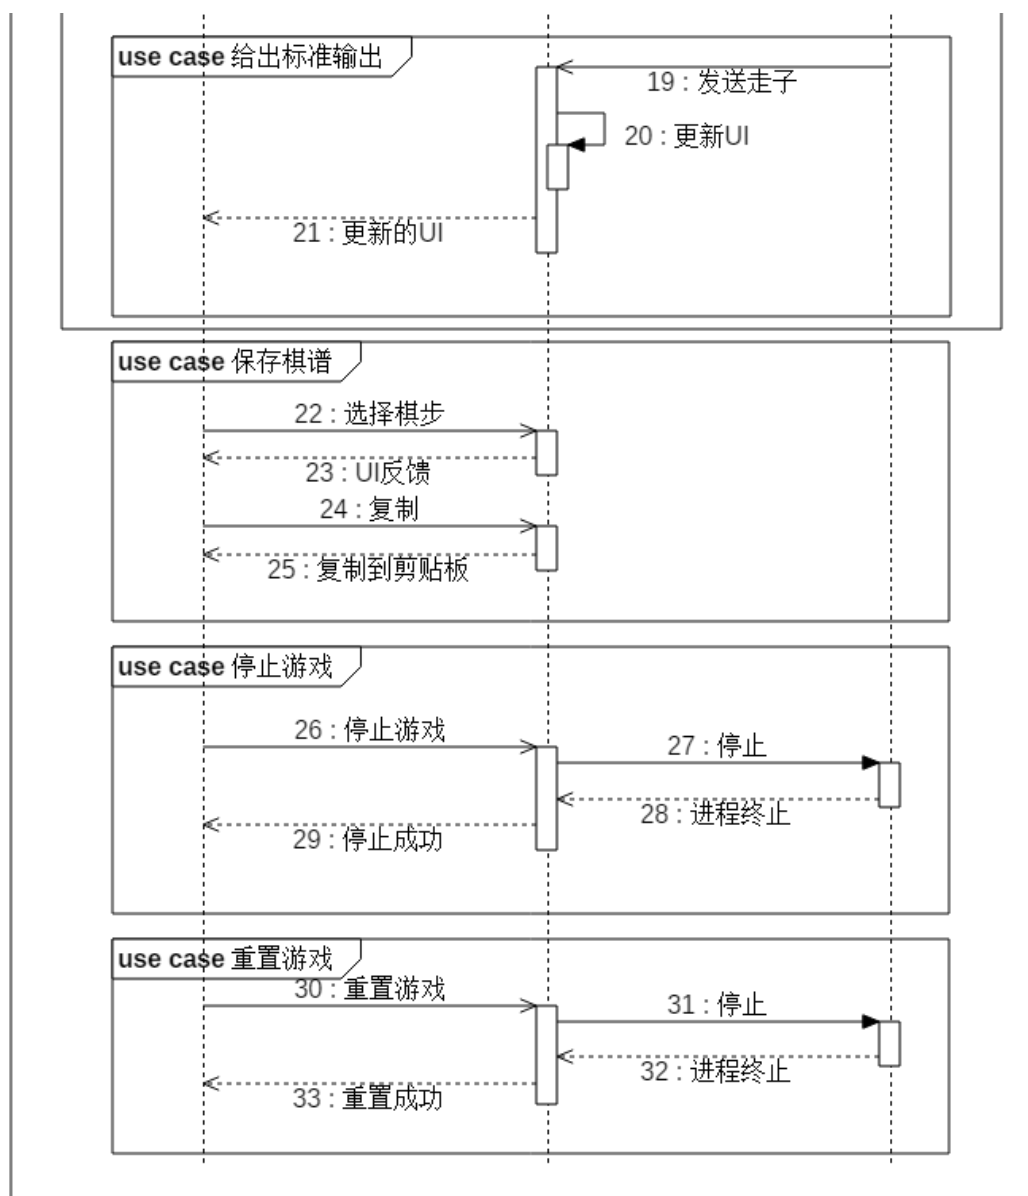 use case 给出标准输出
19 : 发送走子
20 : 更新UI
21 : 更新的UI
use case 保存棋谱
22 : 选择棋步
23 : UI反馈
24 : 复制
25 : 复制到剪贴板
use case 停止游戏
26 : 停止游戏
27 : 停止
28 : 进程终止
29 : 停止成功
use case 重置游戏
30 : 重置游戏
31 : 停止
32 : 进程终止
33 : 重置成功